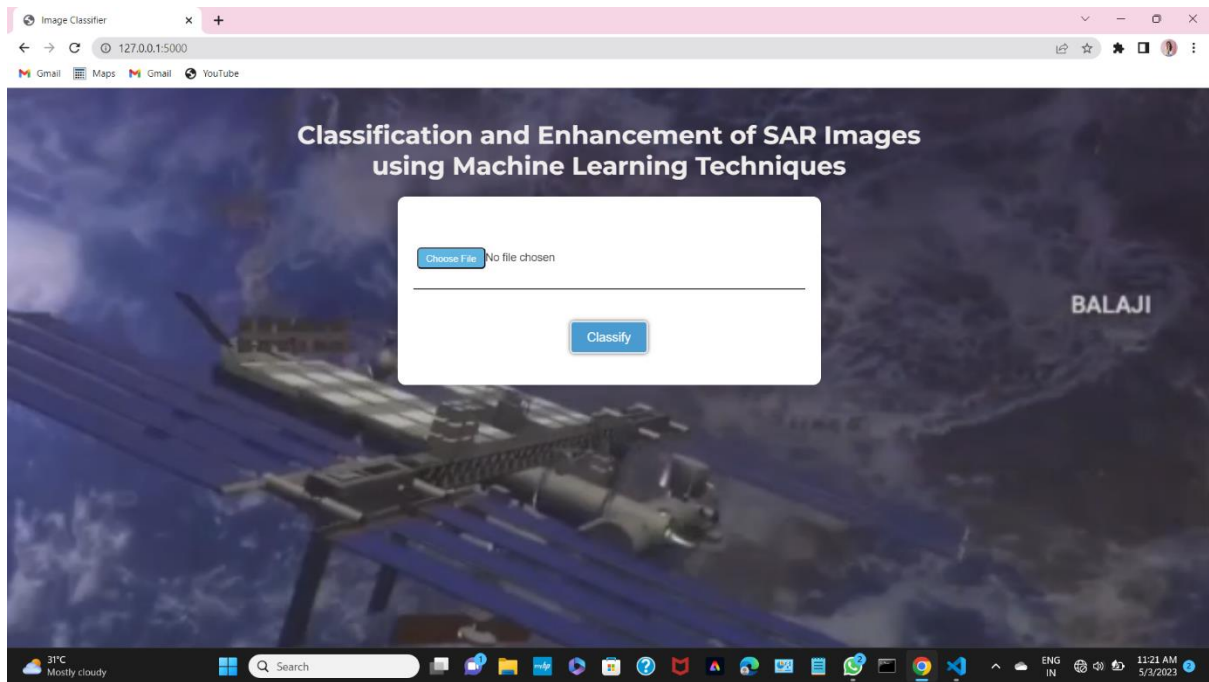 Image Classifier
127.0.0.1:5000
Gmail Maps Gmail YouTube
Classification and Enhancement of SAR Images
using Machine Learning Techniques
Choose File No file chosen
BALAJI
Classify
31°C
Mostly cloudy
Search
ENG
IN
11:21 AM
5/3/2023
2